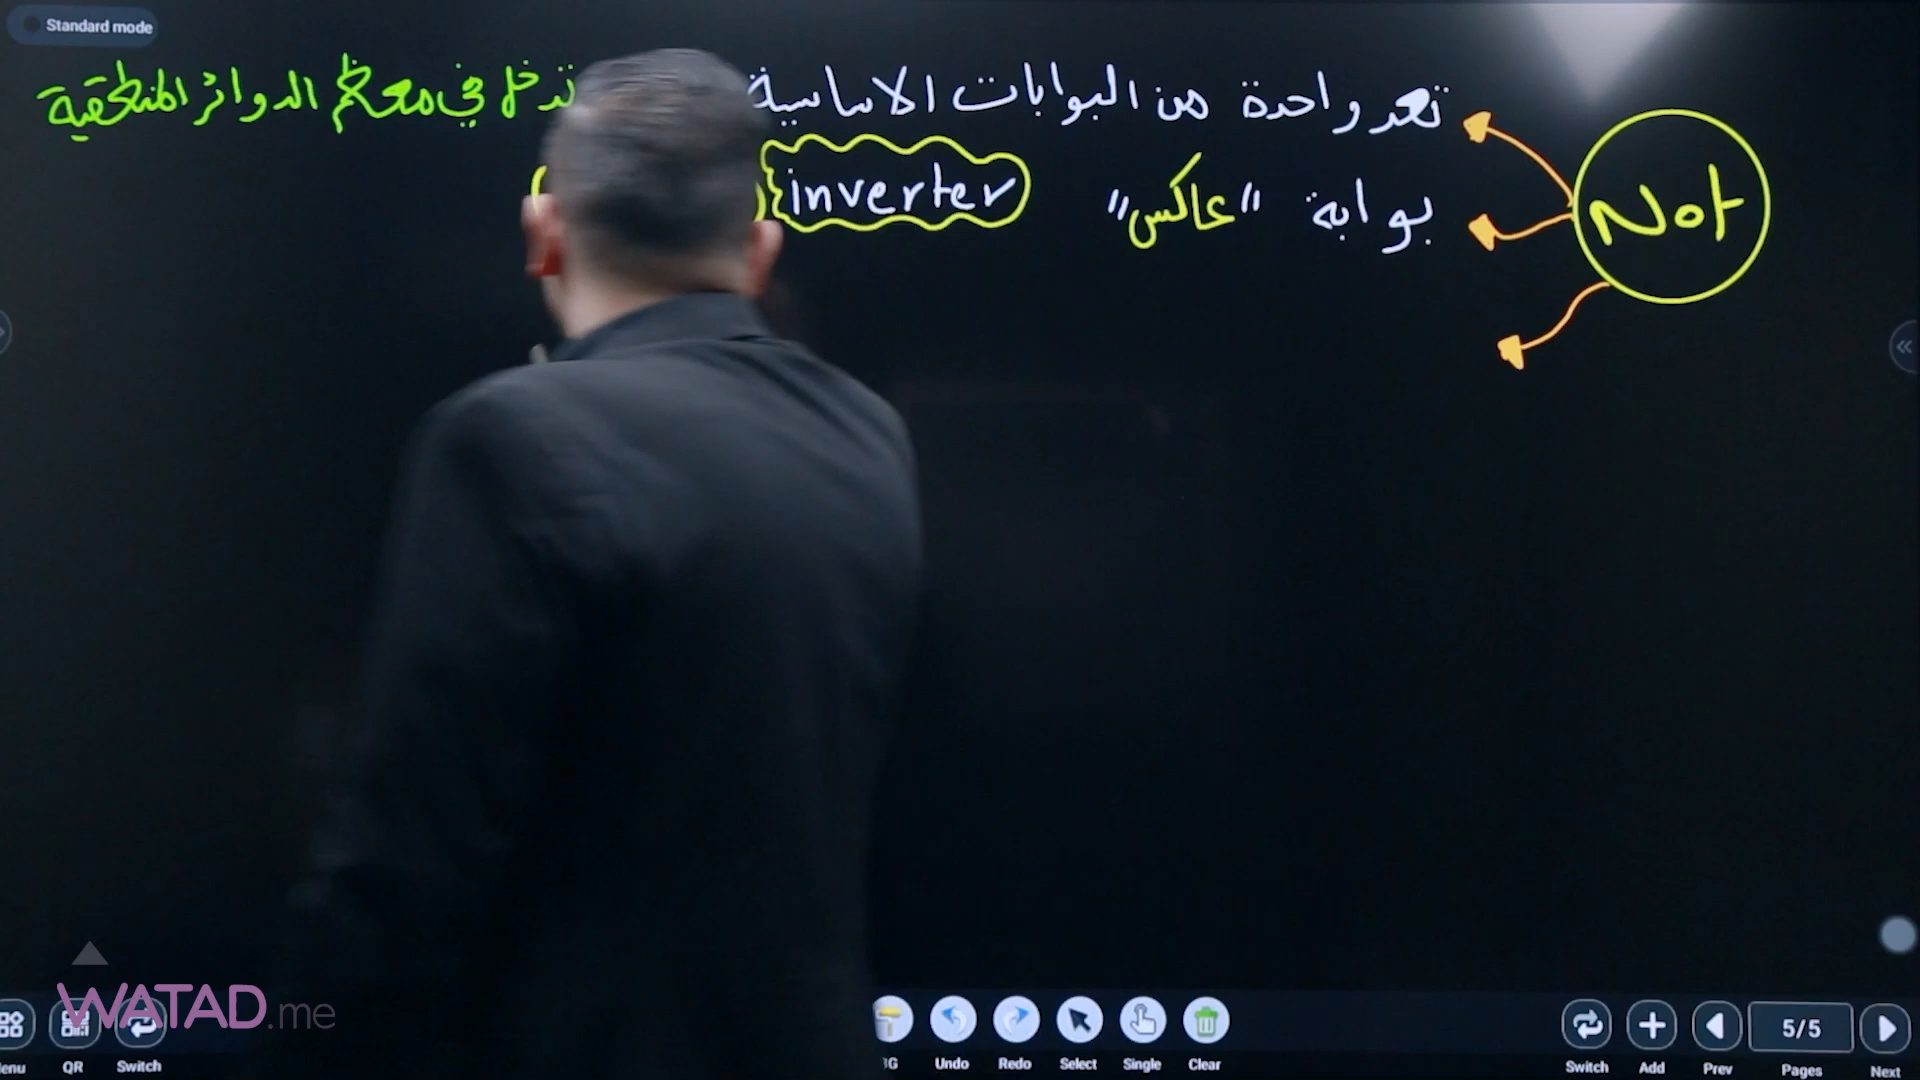 Standard mode
تعد واحدة من البوابات الاساسية تدخل في معظم الدوائر المنطقية
Not
بوابة "عاكس" inverter
WATAD.me
QR
Switch
BG
Undo
Redo
Select
Single
Clear
Switch
Add
Prev
5/5
Pages
Next